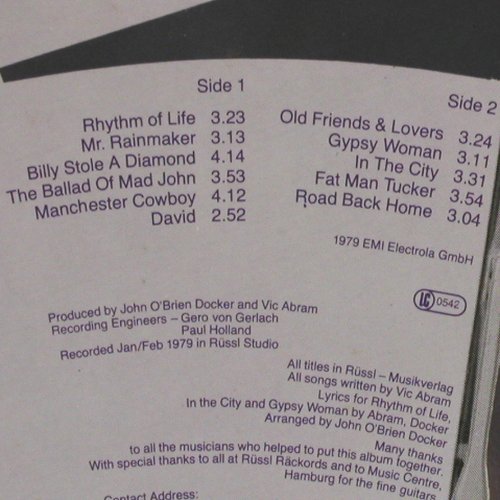 Side 1
Rhythm of Life 3.23
Mr. Rainmaker 3.13
Billy Stole A Diamond 4.14
The Ballad Of Mad John 3.53
Manchester Cowboy 4.12
David 2.52
Side 2
Old Friends & Lovers 3.24
Gypsy Woman 3.11
In The City 3.31
Fat Man Tucker 3.54
Road Back Home 3.04
1979 EMI Electrola GmbH
LC 0542
Produced by John O'Brien Docker and Vic Abram
Recording Engineers – Gero von Gerlach
Paul Holland
Recorded Jan/Feb 1979 in Rüssl Studio
All titles in Rüssl – Musikverlag
All songs written by Vic Abram
Lyrics for Rhythm of Life,
In the City and Gypsy Woman by Abram, Docker
Arranged by John O'Brien Docker
Many thanks
to all the musicians who helped to put this album together.
With special thanks to all at Rüssl Räckords and to Music Centre,
Hamburg for the fine guitars.
Contact Address: